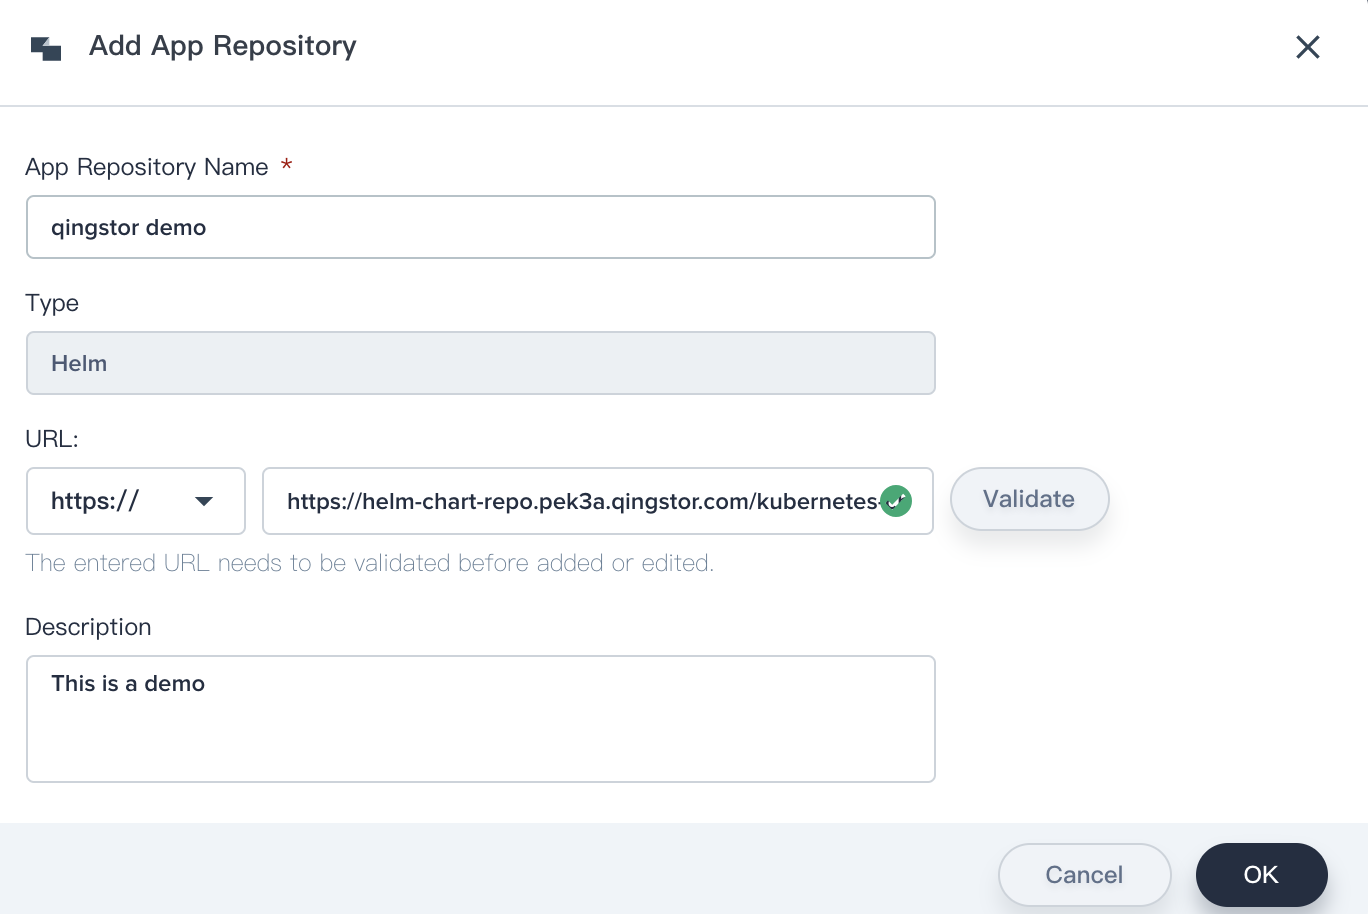 Add App Repository
App Repository Name *
qingstor demo
Type
Helm
URL:
https:// https://helm-chart-repo.pek3a.qingstor.com/kubernetes- Validate
The entered URL needs to be validated before added or edited.
Description
This is a demo
Cancel OK